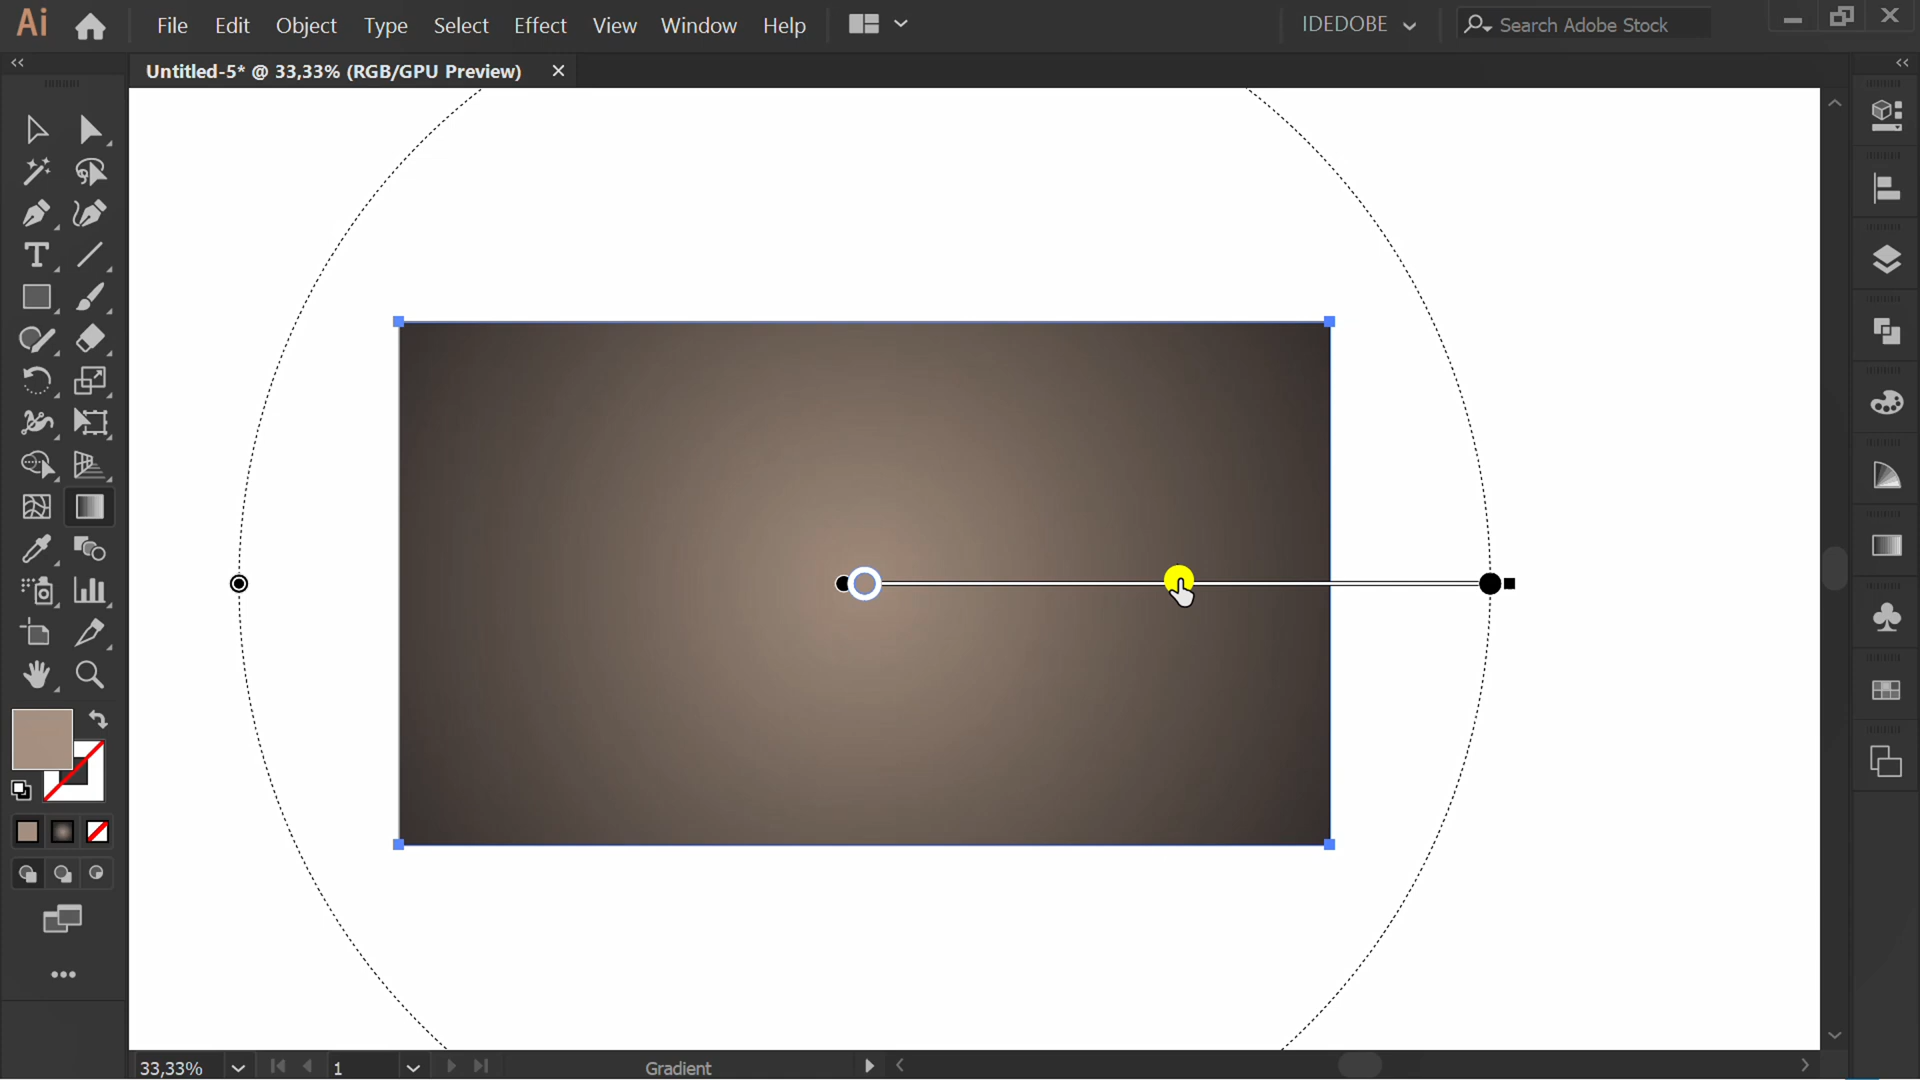 Ai File Edit Object Type Select Effect View Window Help IDEDOBE Search Adobe Stock
Untitled-5* @ 33,33% (RGB/GPU Preview)
33,33% 1 Gradient